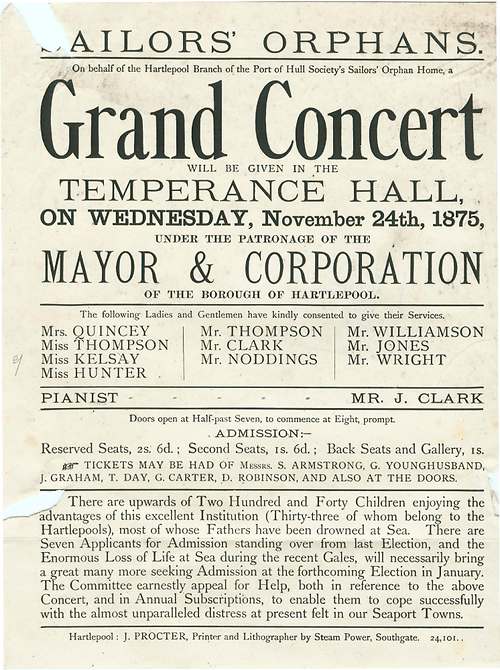 SAILORS' ORPHANS.
On behalf of the Hartlepool Branch of the Port of Hull Society's Sailors' Orphan Home, a
Grand Concert
WILL BE GIVEN IN THE
TEMPERANCE HALL,
ON WEDNESDAY, November 24th, 1875,
UNDER THE PATRONAGE OF THE
MAYOR & CORPORATION
OF THE BOROUGH OF HARTLEPOOL.
The following Ladies and Gentlemen have kindly consented to give their Services.
Mrs. QUINCEY
Miss THOMPSON
Miss KELSAY
Miss HUNTER
Mr. THOMPSON
Mr. CLARK
Mr. NODDINGS
Mr. WILLIAMSON
Mr. JONES
Mr. WRIGHT
PIANIST - - - - - MR. J. CLARK
Doors open at Half-past Seven, to commence at Eight, prompt.
ADMISSION:—
Reserved Seats, 2s. 6d.; Second Seats, 1s. 6d.; Back Seats and Gallery, 1s.
☞ TICKETS MAY BE HAD OF MESSRS. S. ARMSTRONG, G. YOUNGHUSBAND,
J. GRAHAM, T. DAY, G. CARTER, D. ROBINSON, AND ALSO AT THE DOORS.
There are upwards of Two Hundred and Forty Children enjoying the
advantages of this excellent Institution (Thirty-three of whom belong to the
Hartlepools), most of whose Fathers have been drowned at Sea. There are
Seven Applicants for Admission standing over from last Election, and the
Enormous Loss of Life at Sea during the recent Gales, will necessarily bring
a great many more seeking Admission at the forthcoming Election in January.
The Committee earnestly appeal for Help, both in reference to the above
Concert, and in Annual Subscriptions, to enable them to cope successfully
with the almost unparalleled distress at present felt in our Seaport Towns.
Hartlepool: J. PROCTER, Printer and Lithographer by Steam Power, Southgate. 24,101..